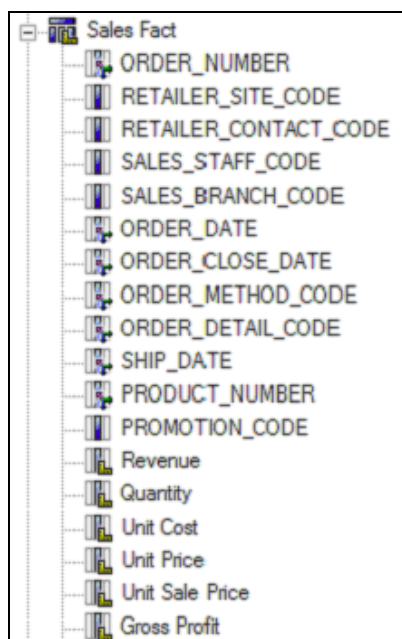 Sales Fact
ORDER_NUMBER
RETAILER_SITE_CODE
RETAILER_CONTACT_CODE
SALES_STAFF_CODE
SALES_BRANCH_CODE
ORDER_DATE
ORDER_CLOSE_DATE
ORDER_METHOD_CODE
ORDER_DETAIL_CODE
SHIP_DATE
PRODUCT_NUMBER
PROMOTION_CODE
Revenue
Quantity
Unit Cost
Unit Price
Unit Sale Price
Gross Profit